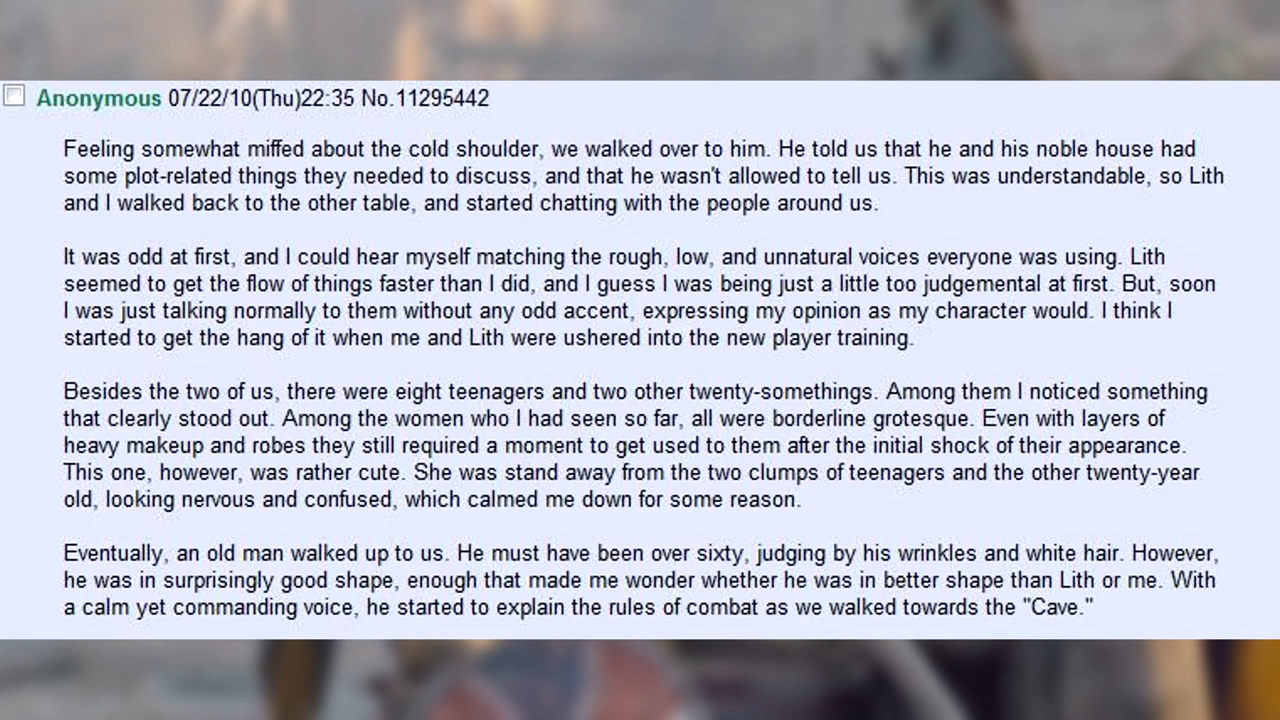 Anonymous 07/22/10(Thu)22:35 No.11295442
Feeling somewhat miffed about the cold shoulder, we walked over to him. He told us that he and his noble house had
some plot-related things they needed to discuss, and that he wasn't allowed to tell us. This was understandable, so Lith
and I walked back to the other table, and started chatting with the people around us.
It was odd at first, and I could hear myself matching the rough, low, and unnatural voices everyone was using. Lith
seemed to get the flow of things faster than I did, and I guess I was being just a little too judgemental at first. But, soon
I was just talking normally to them without any odd accent, expressing my opinion as my character would. I think I
started to get the hang of it when me and Lith were ushered into the new player training.
Besides the two of us, there were eight teenagers and two other twenty-somethings. Among them I noticed something
that clearly stood out. Among the women who I had seen so far, all were borderline grotesque. Even with layers of
heavy makeup and robes they still required a moment to get used to them after the initial shock of their appearance.
This one, however, was rather cute. She was stand away from the two clumps of teenagers and the other twenty-year
old, looking nervous and confused, which calmed me down for some reason.
Eventually, an old man walked up to us. He must have been over sixty, judging by his wrinkles and white hair. However,
he was in surprisingly good shape, enough that made me wonder whether he was in better shape than Lith or me. With
a calm yet commanding voice, he started to explain the rules of combat as we walked towards the "Cave."